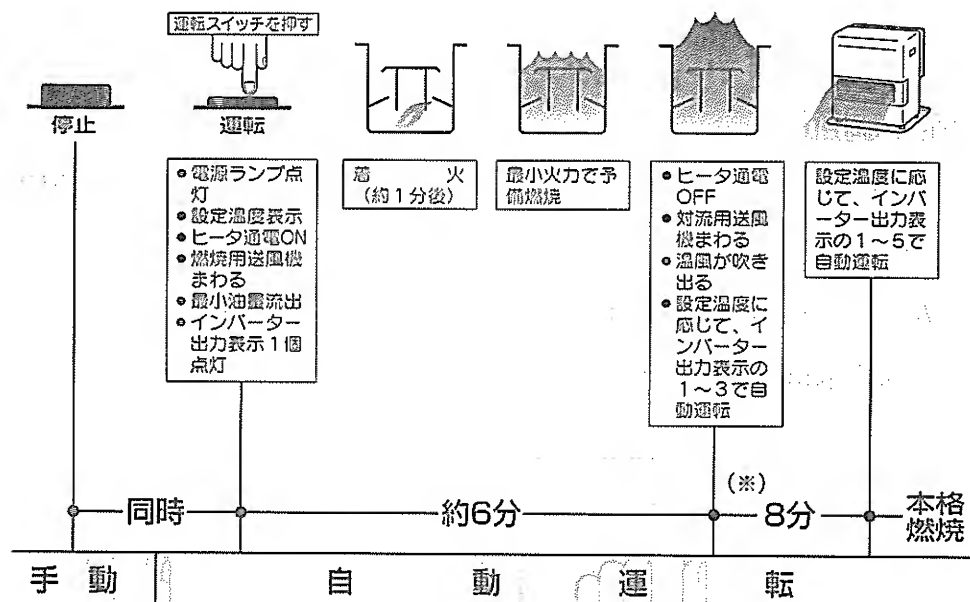 運転スイッチを押す
停止
運転
● 電源ランプ点
灯
● 設定温度表示
● ヒータ通電ON
● 燃焼用送風機
まわる
● 最小油量流出
● インバーター
出力表示1個
点灯
着火
(約1分後)
最小火力で予
備燃焼
● ヒータ通電
OFF
● 対流用送風
機まわる
● 温風が吹き
出る
● 設定温度に
応じて、イ
ンバーター
出力表示の
1~3で自
動運転
設定温度に応
じて、インバ
ーター出力表
示の1~5で
自動運転
同時
約6分
(※)
8分
本格
燃焼
手動
自動運転